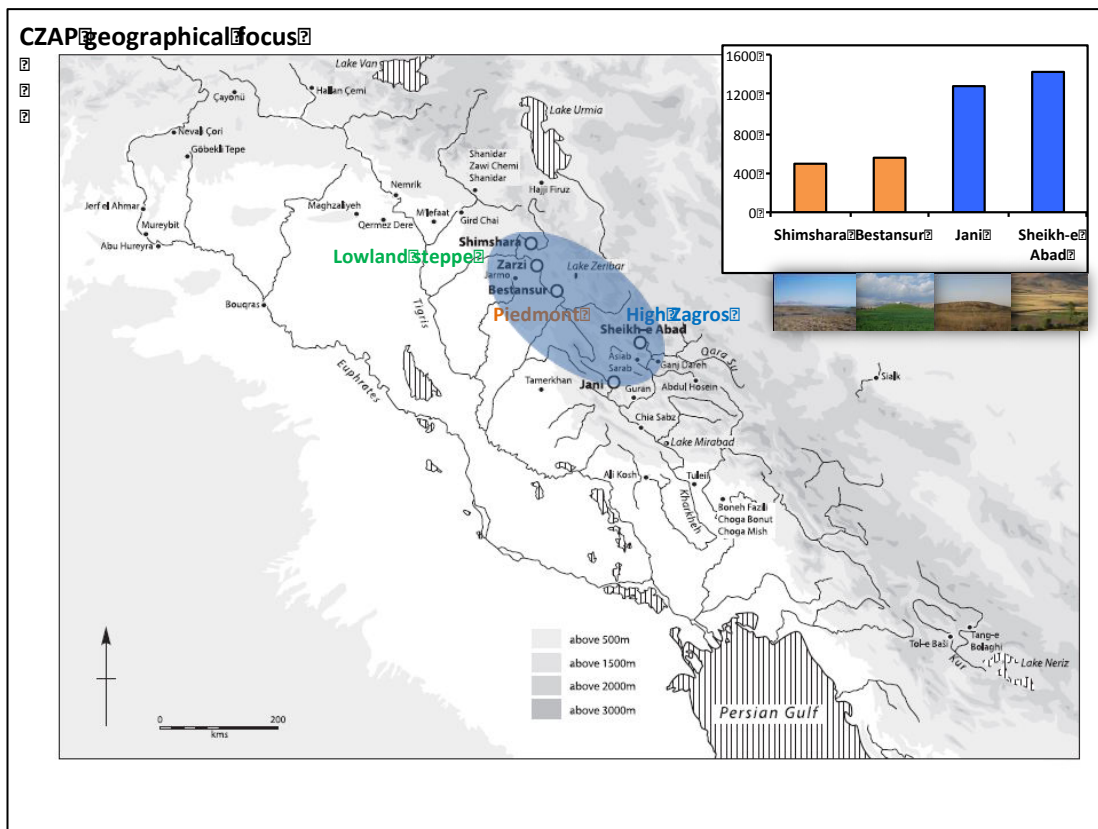 CZAP geographical focus
1600
1200
800
400
0
Shimshara
Bestansur
Jani
Sheikh-e
Abad
Lake Van
Hallan Çemi
Çayonü
Lake Urmia
Nevali Çori
Göbekli Tepe
Shanidar
Zawi Chemi
Shanidar
Hajji Firuz
Nemrik
Jerf el Ahmar
Maghzaliyeh
M'lefaat
Gird Chai
Qermez Dere
Mureybit
Abu Hureyra
Shimshara
Lowland steppe
Zarzi
Lake Zeribar
Jarmo
Bestansur
Bouqras
Tigris
Piedmont
High Zagros
Sheikh-e Abad
Qara Su
Asiab
Sarab
Ganj Dareh
Euphrates
Sialk
Tamerkhan
Jani
Guran
Abdul Hosein
Chia Sabz
Lake Mirabad
Ali Kosh
Tuleil
Kharkheh
Boneh Fazili
Choga Bonut
Choga Mish
above 500m
above 1500m
above 2000m
above 3000m
Tol-e Baši
Tang-e
Bolaghi
Kur
Lake Neriz
Persian Gulf
0
200
kms